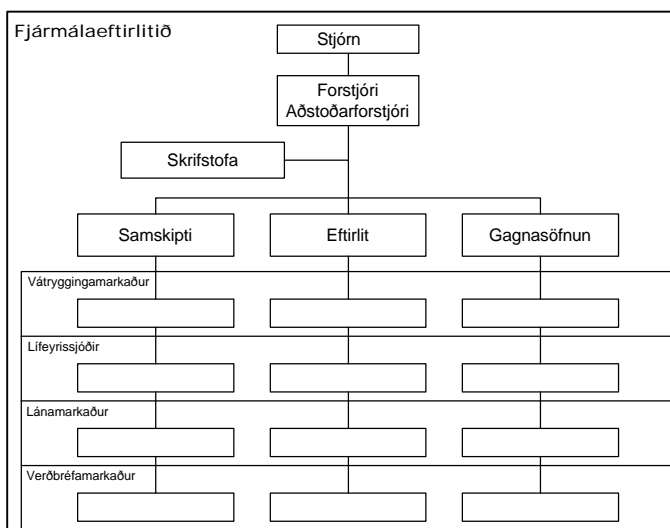 Fjármálaeftirlitið
Stjórn
Forstjóri
Aðstoðarforstjóri
Skrifstofa
Samskipti
Eftirlit
Gagnasöfnun
Vátryggingamarkaður
Lífeyrissjóðir
Lánamarkaður
Verðbréfamarkaður